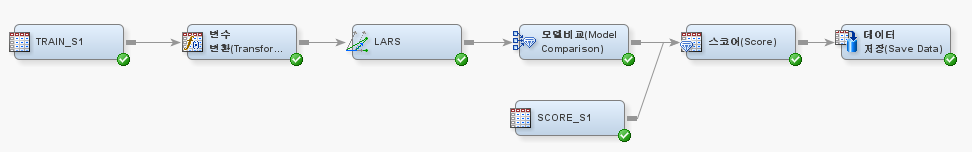 TRAIN_S1
변수
변환(Transfor...
LARS
모델비교(Model
Comparison)
스코어(Score)
데이터
저장(Save Data)
SCORE_S1